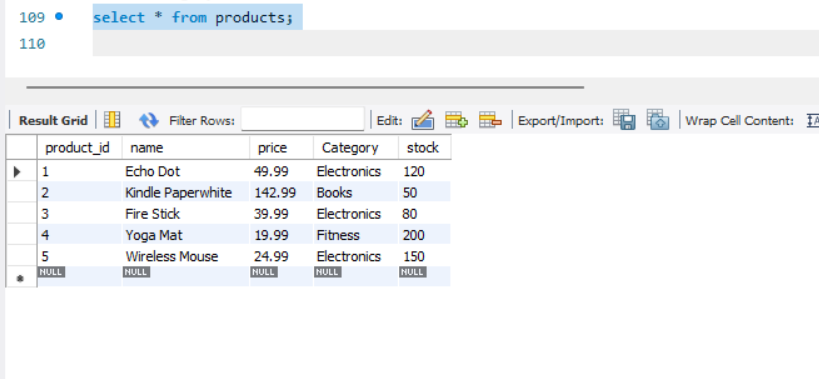 109 select * from products;
110
Result Grid Filter Rows: Edit: Export/Import: Wrap Cell Content:
product_id name price Category stock
1 Echo Dot 49.99 Electronics 120
2 Kindle Paperwhite 142.99 Books 50
3 Fire Stick 39.99 Electronics 80
4 Yoga Mat 19.99 Fitness 200
5 Wireless Mouse 24.99 Electronics 150
NULL NULL NULL NULL NULL